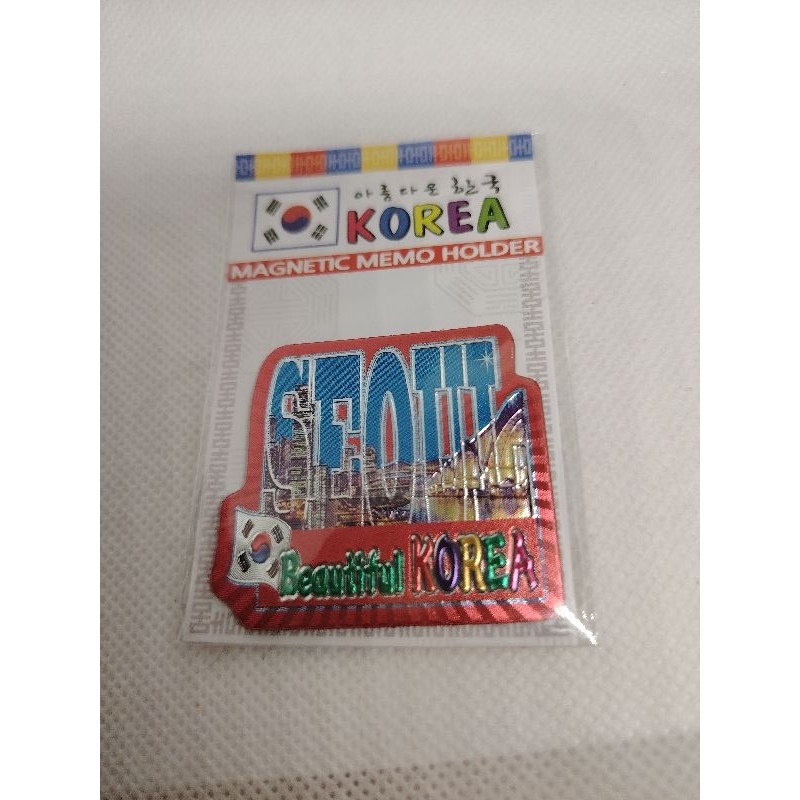 아름다운 한국
KOREA
MAGNETIC MEMO HOLDER
SEOUL
Beautiful KOREA